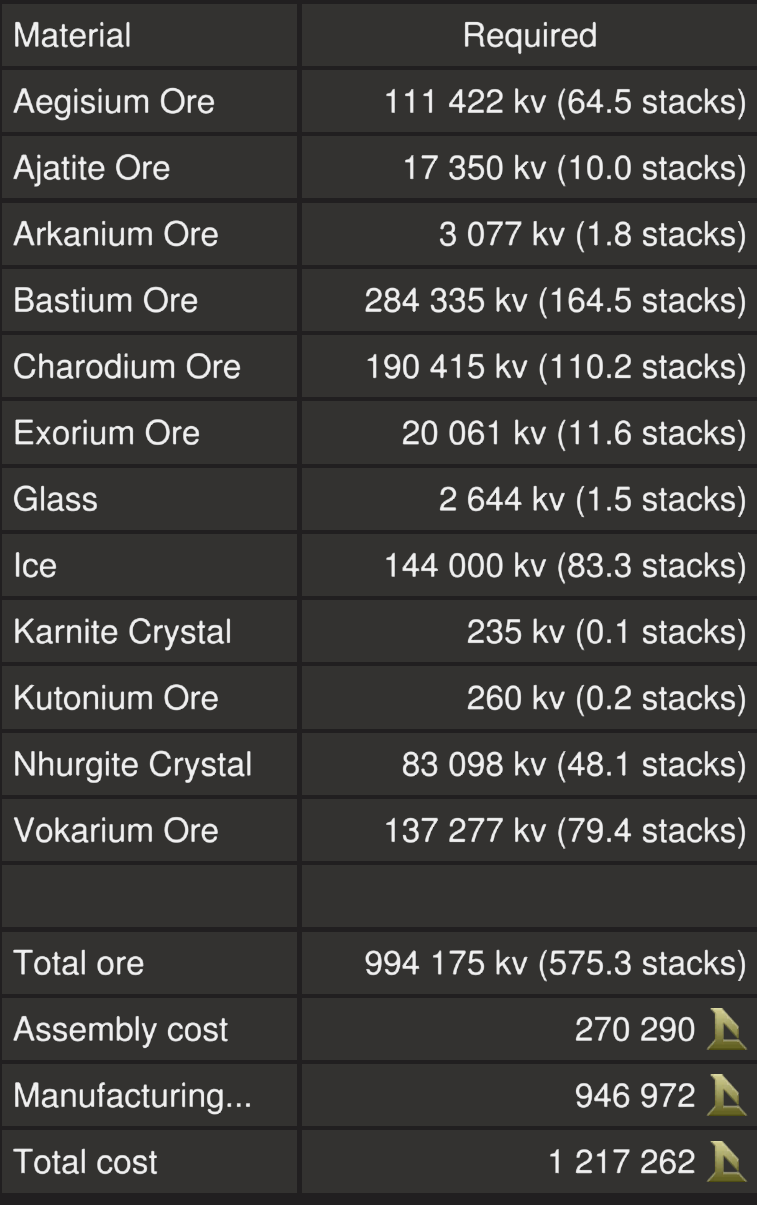 Material Required
Aegisium Ore 111 422 kv (64.5 stacks)
Ajatite Ore 17 350 kv (10.0 stacks)
Arkanium Ore 3 077 kv (1.8 stacks)
Bastium Ore 284 335 kv (164.5 stacks)
Charodium Ore 190 415 kv (110.2 stacks)
Exorium Ore 20 061 kv (11.6 stacks)
Glass 2 644 kv (1.5 stacks)
Ice 144 000 kv (83.3 stacks)
Karnite Crystal 235 kv (0.1 stacks)
Kutonium Ore 260 kv (0.2 stacks)
Nhurgite Crystal 83 098 kv (48.1 stacks)
Vokarium Ore 137 277 kv (79.4 stacks)
Total ore 994 175 kv (575.3 stacks)
Assembly cost 270 290
Manufacturing... 946 972
Total cost 1 217 262